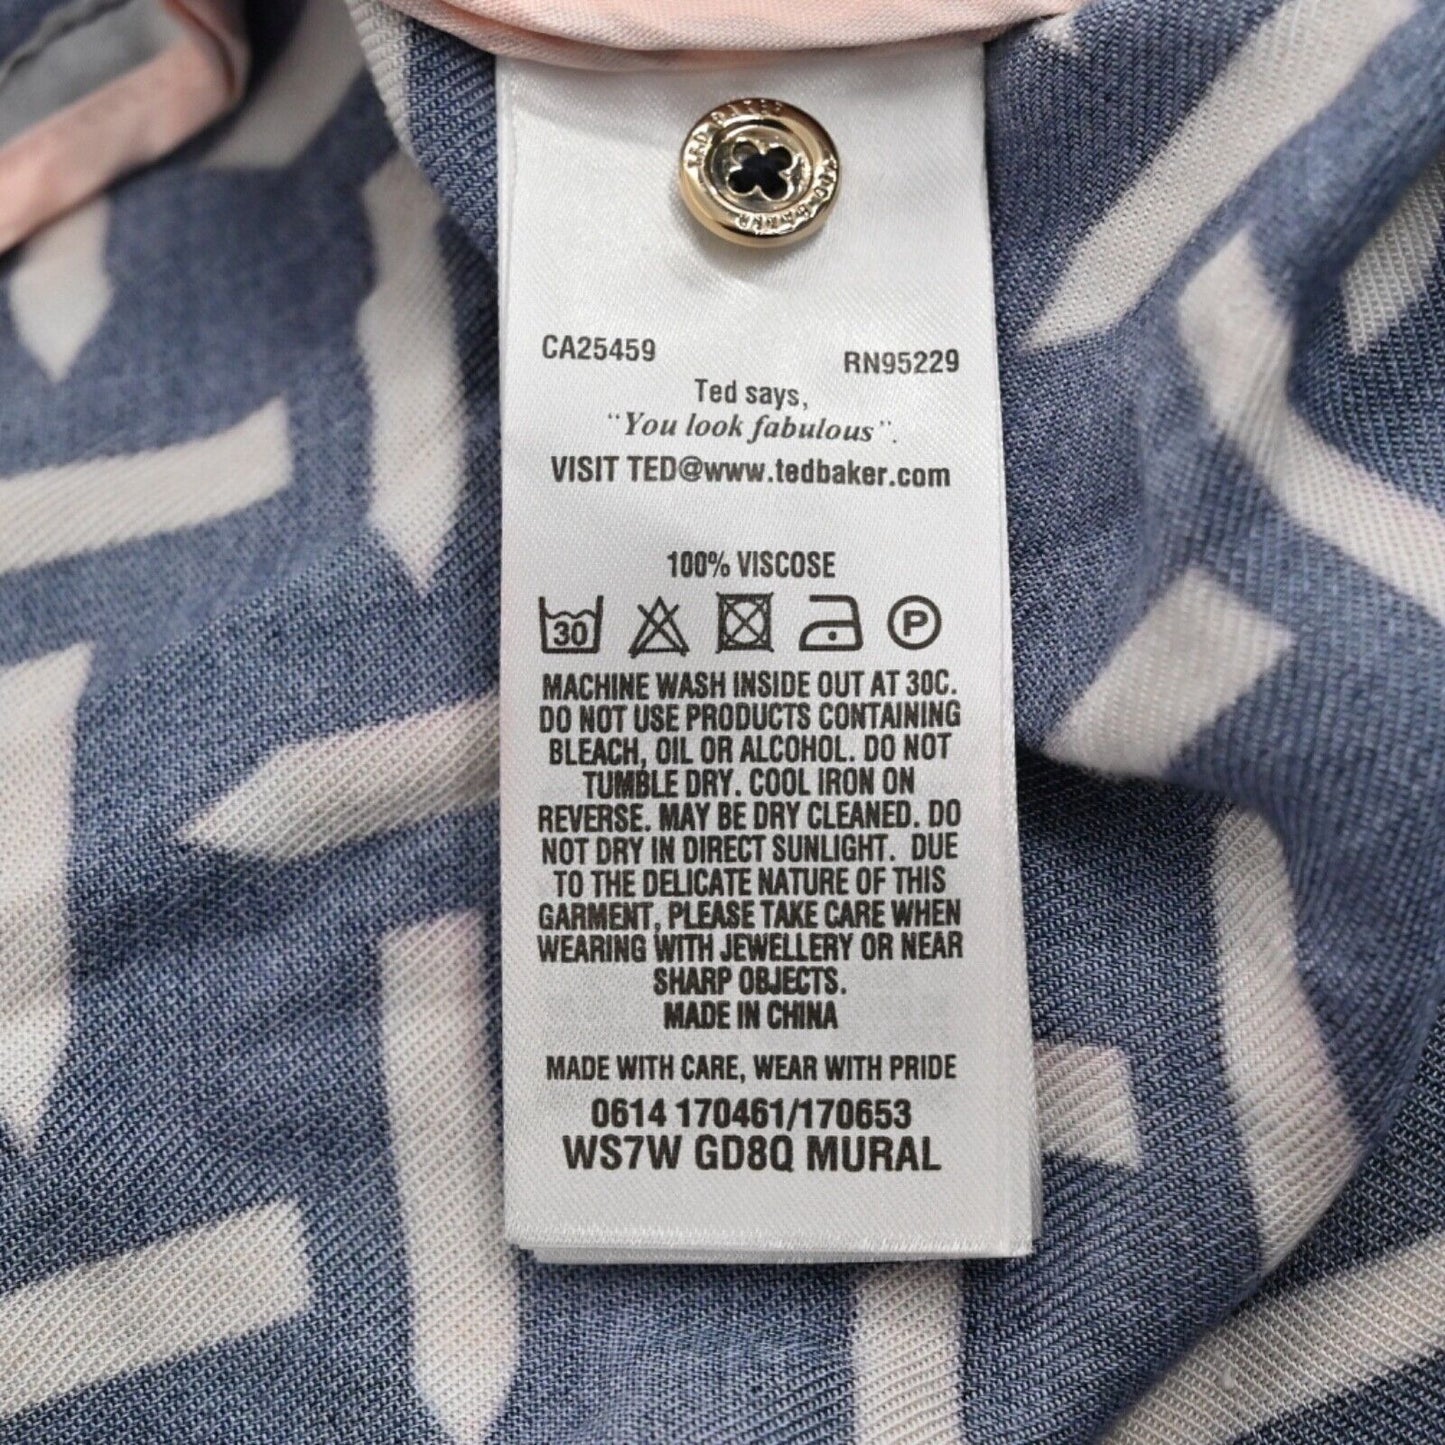 TED BAKER
CA25459 RN95229
Ted says,
"You look fabulous".
VISIT TED@www.tedbaker.com
100% VISCOSE
30 P
MACHINE WASH INSIDE OUT AT 30C.
DO NOT USE PRODUCTS CONTAINING
BLEACH, OIL OR ALCOHOL. DO NOT
TUMBLE DRY. COOL IRON ON
REVERSE. MAY BE DRY CLEANED. DO
NOT DRY IN DIRECT SUNLIGHT. DUE
TO THE DELICATE NATURE OF THIS
GARMENT, PLEASE TAKE CARE WHEN
WEARING WITH JEWELLERY OR NEAR
SHARP OBJECTS.
MADE IN CHINA
MADE WITH CARE, WEAR WITH PRIDE
0614 170461/170653
WS7W GD8Q MURAL